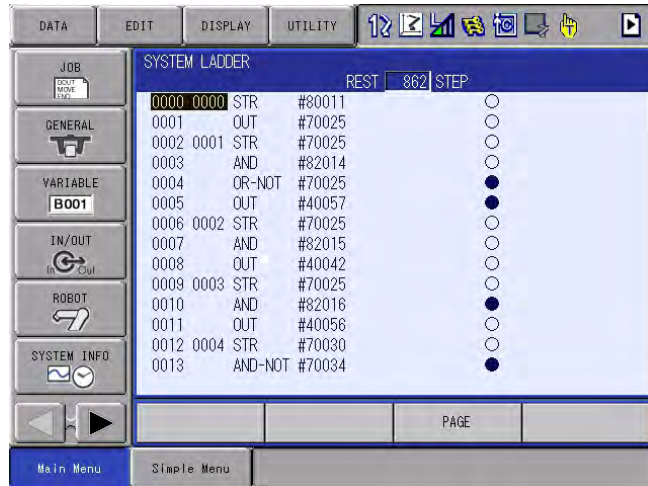 DATA EDIT DISPLAY UTILITY
JOB
DOUT
MOVE
END
GENERAL
VARIABLE
B001
IN/OUT
In Out
ROBOT
SYSTEM INFO
SYSTEM LADDER
REST 862 STEP
0000 0000 STR #80011
0001 OUT #70025
0002 0001 STR #70025
0003 AND #82014
0004 OR-NOT #70025
0005 OUT #40057
0006 0002 STR #70025
0007 AND #82015
0008 OUT #40042
0009 0003 STR #70025
0010 AND #82016
0011 OUT #40056
0012 0004 STR #70030
0013 AND-NOT #70034
PAGE
Main Menu Simple Menu